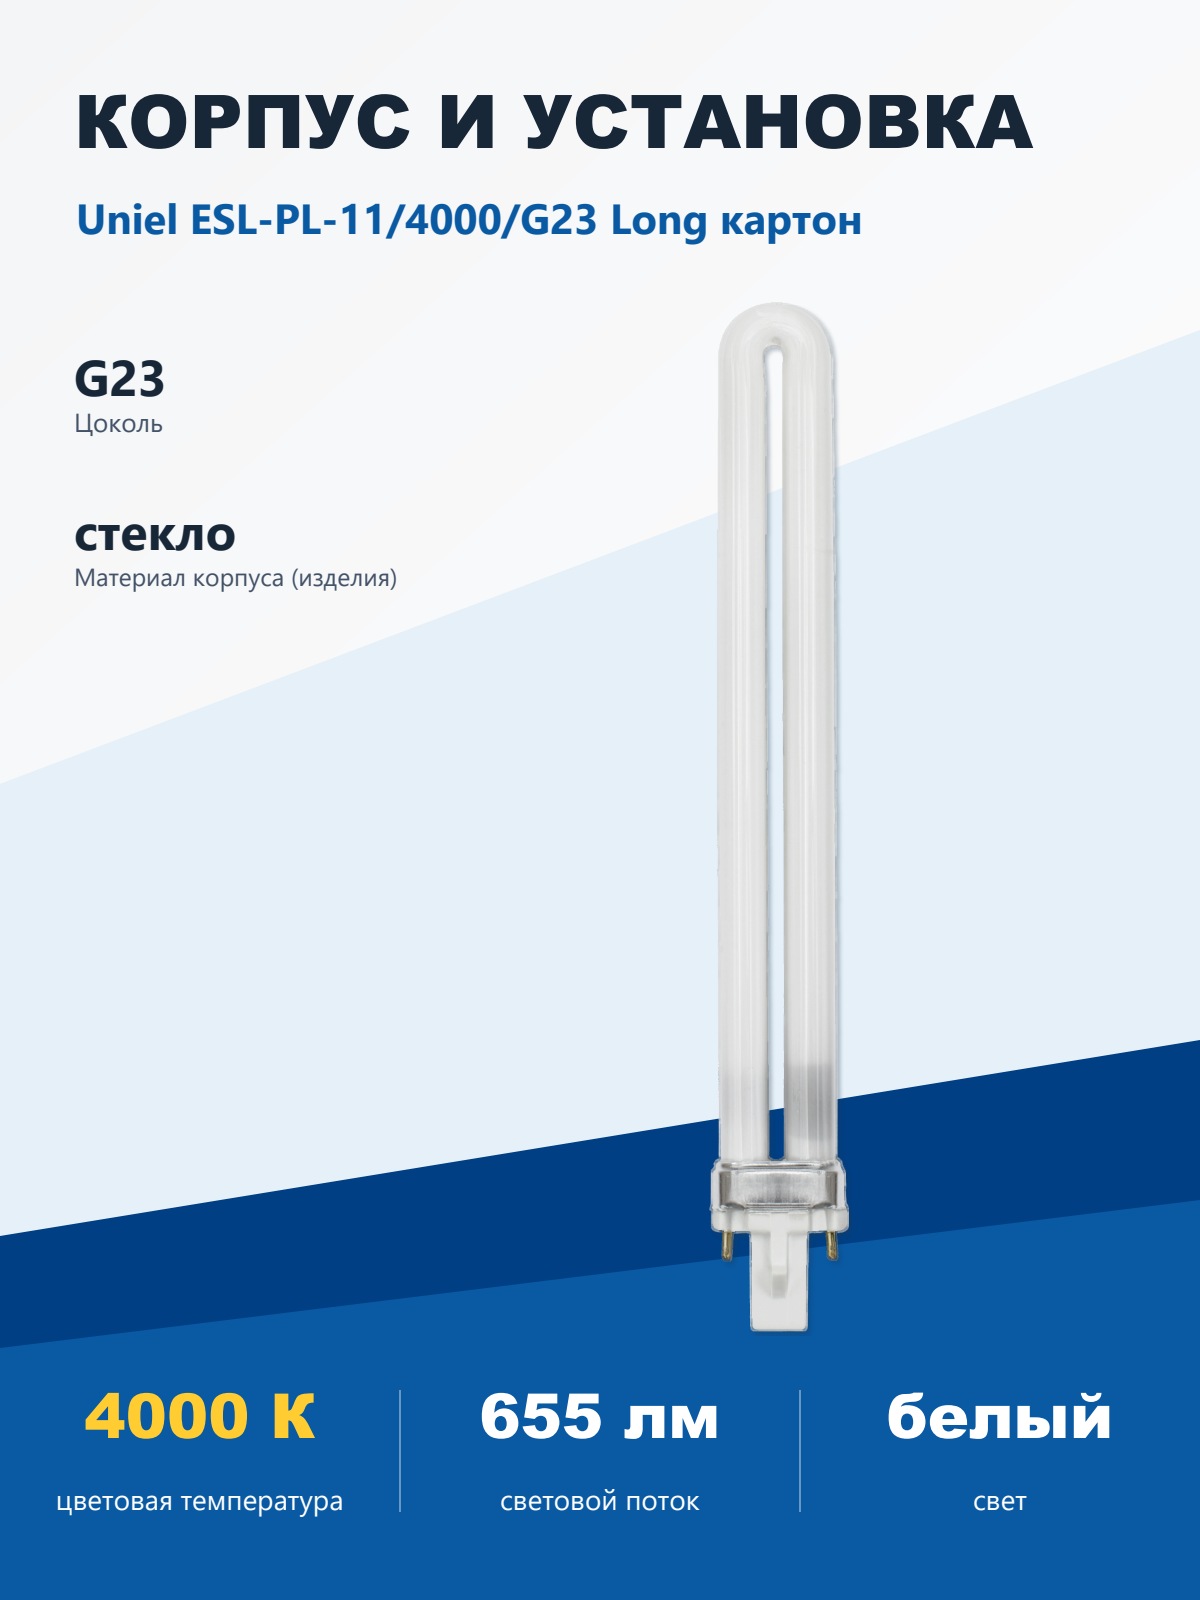 КОРПУС И УСТАНОВКА
Uniel ESL-PL-11/4000/G23 Long картон
G23
Цоколь
стекло
Материал корпуса (изделия)
4000 К
цветовая температура
655 лм
световой поток
белый
свет